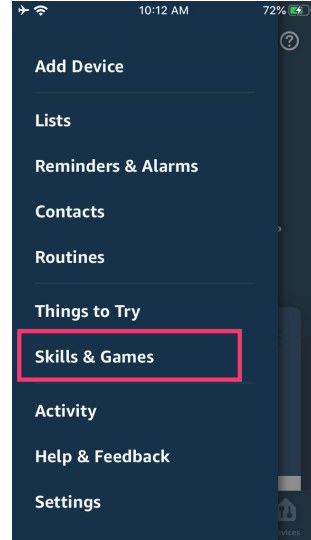 10:12 AM
72%
Add Device
Lists
Reminders & Alarms
Contacts
Routines
Things to Try
Skills & Games
Activity
Help & Feedback
Settings